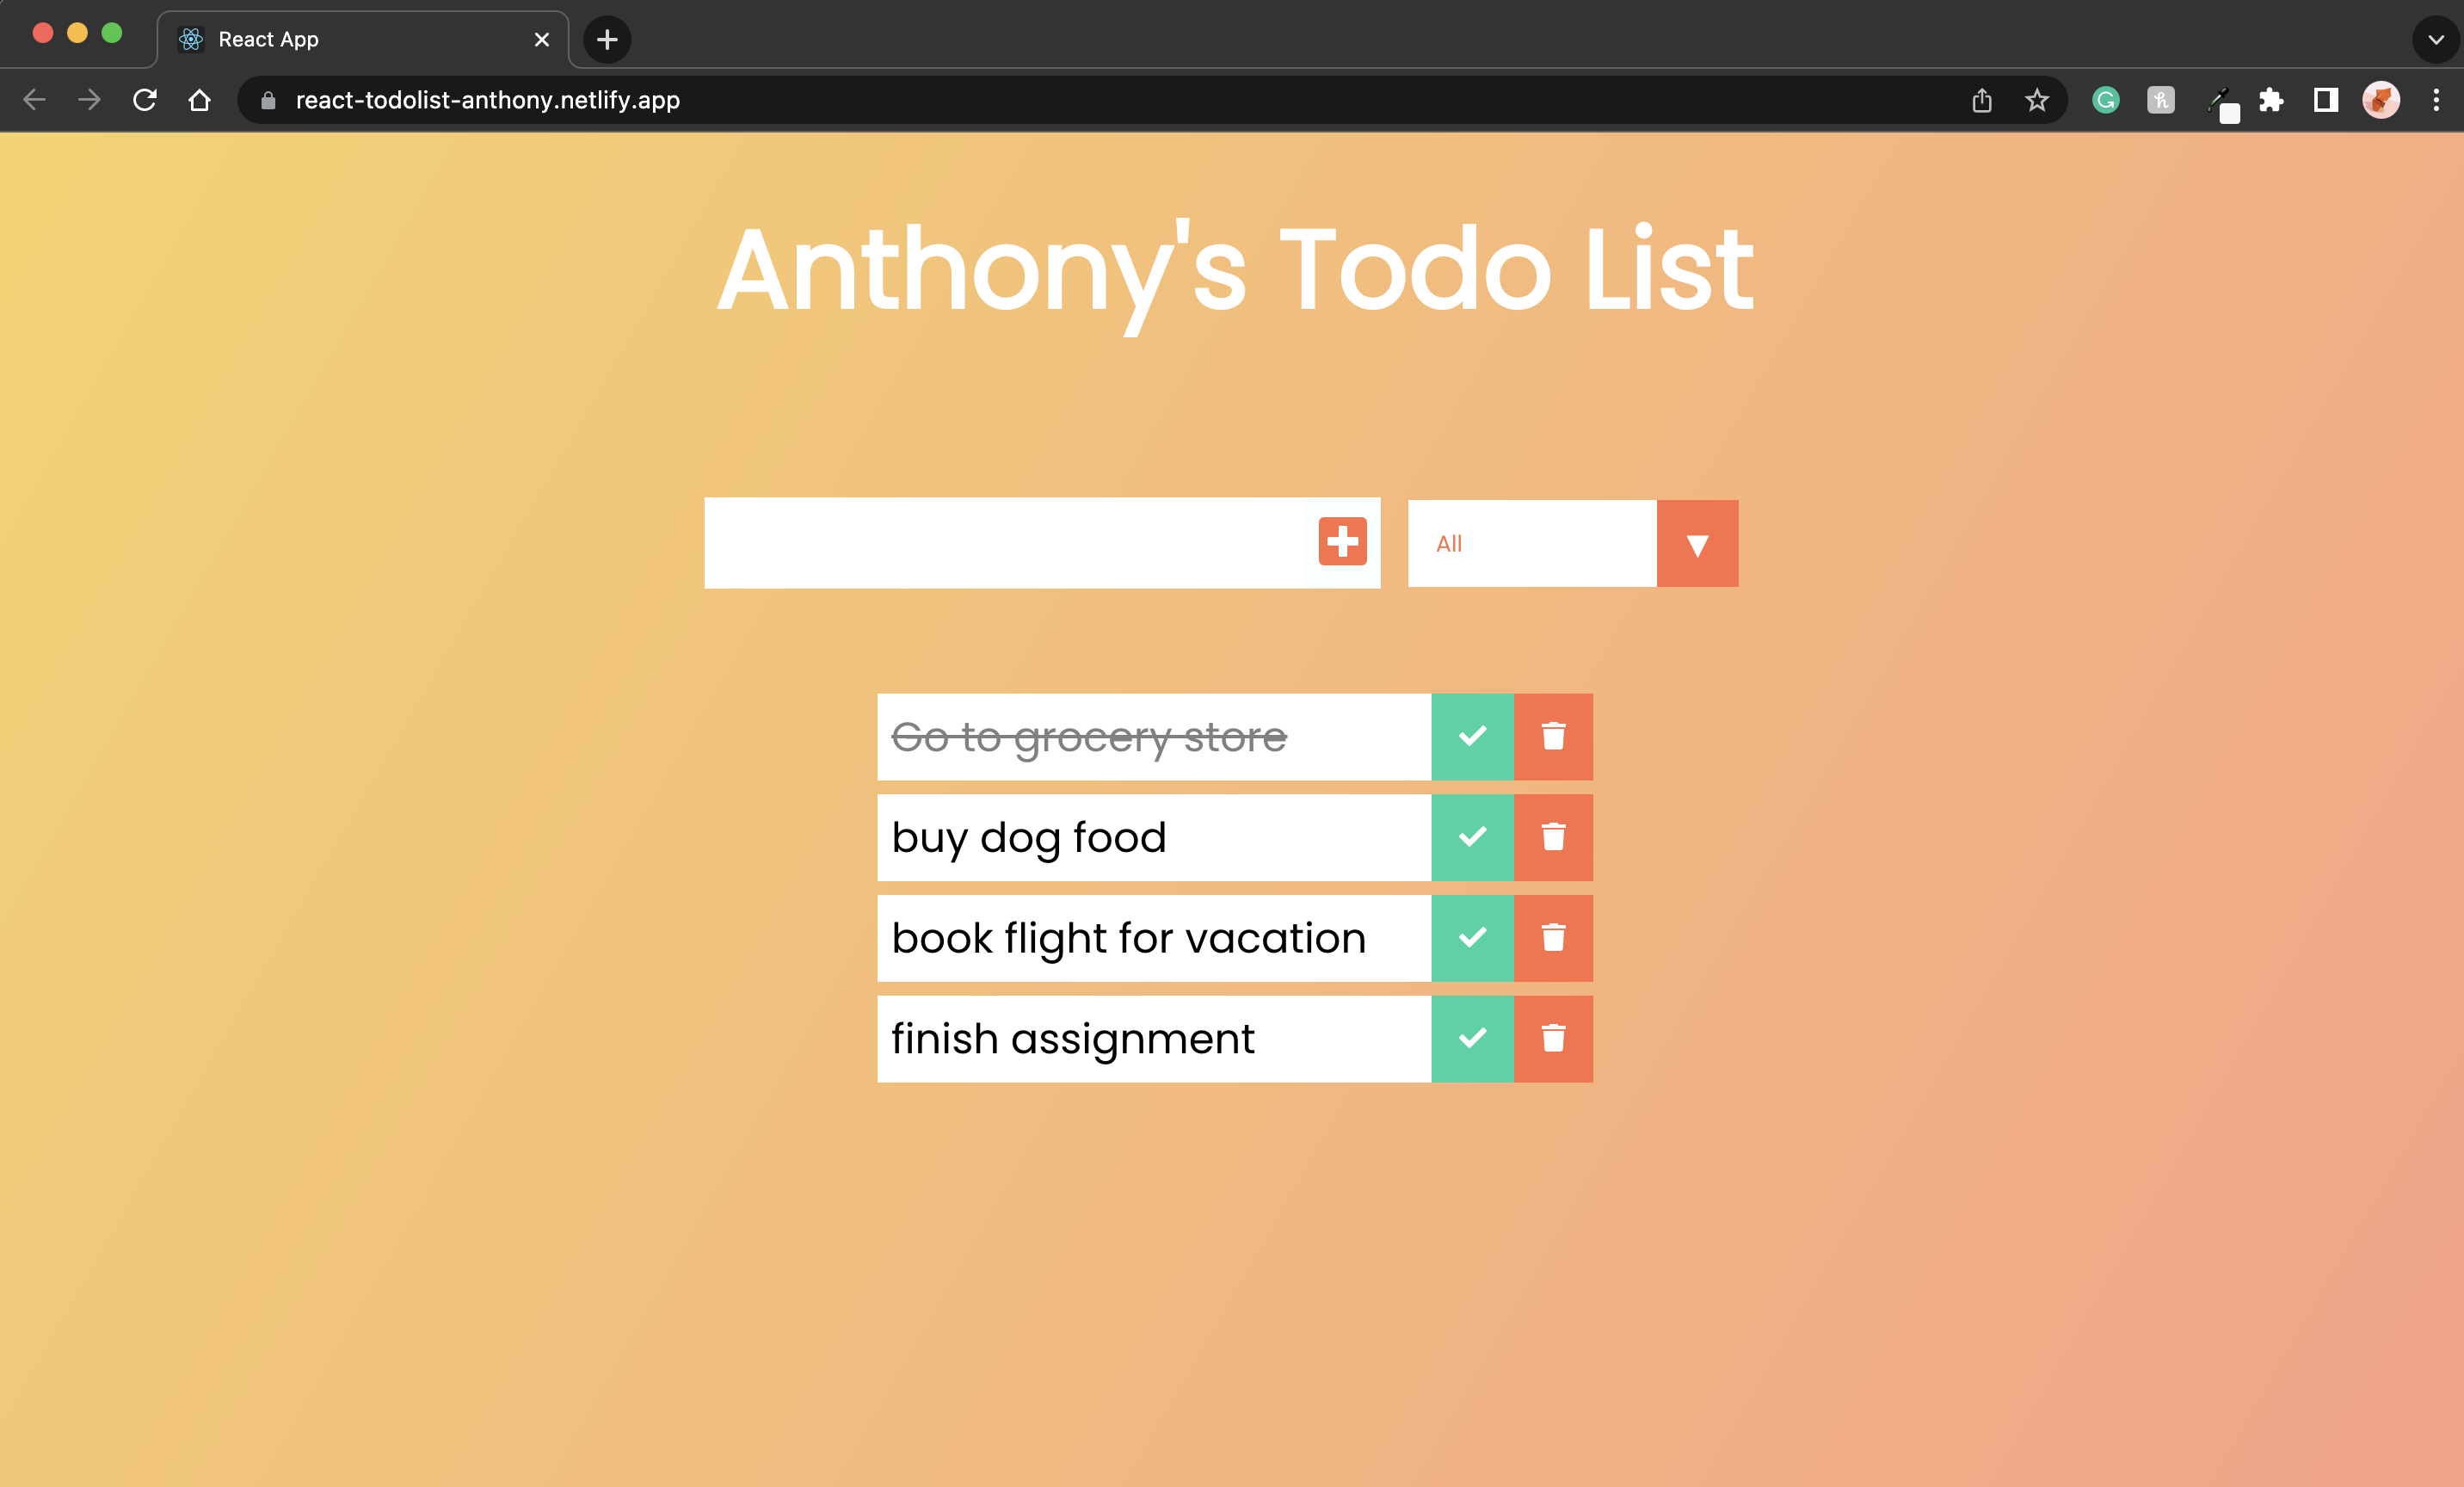 React App
react-todolist-anthony.netlify.app
Anthony's Todo List
All
Go to grocery store
buy dog food
book flight for vacation
finish assignment